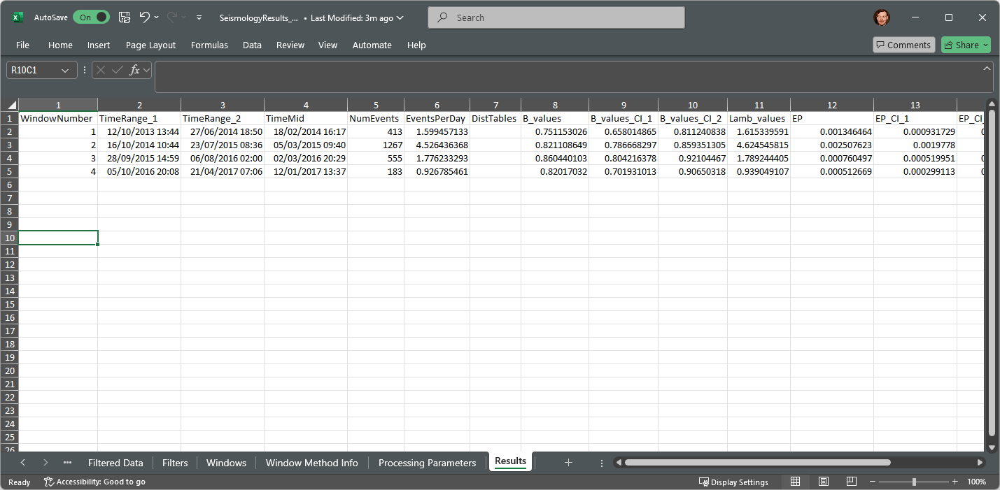 AutoSave On SeismologyResults_... • Last Modified: 3m ago Search
File Home Insert Page Layout Formulas Data Review View Automate Help Comments Share
R10C1 fx
1 2 3 4 5 6 7 8 9 10 11 12 13
1 WindowNumber TimeRange_1 TimeRange_2 TimeMid NumEvents EventsPerDay DistTables B_values B_values_CI_1 B_values_CI_2 Lamb_values EP EP_CI_1 EP_CI_
2 1 12/10/2013 13:44 27/06/2014 18:50 18/02/2014 16:17 413 1.599457133 0.751153026 0.658014865 0.811240838 1.615339591 0.001346464 0.000931729
3 2 16/10/2014 10:44 23/07/2015 08:36 05/03/2015 09:40 1267 4.526436368 0.821108649 0.786668297 0.859351305 4.624545815 0.002507623 0.0019778
4 3 28/09/2015 14:59 06/08/2016 02:00 02/03/2016 20:29 555 1.776233293 0.860440103 0.804216378 0.92104467 1.789244405 0.000760497 0.000519951
5 4 05/10/2016 20:08 21/04/2017 07:06 12/01/2017 13:37 183 0.926785461 0.82017032 0.701931013 0.90650318 0.939049107 0.000512669 0.000299113
6
7
8
9
10
11
12
13
14
15
16
17
18
19
20
21
22
23
24
25
26
Filtered Data Filters Windows Window Method Info Processing Parameters Results
Ready Accessibility: Good to go Display Settings 100%